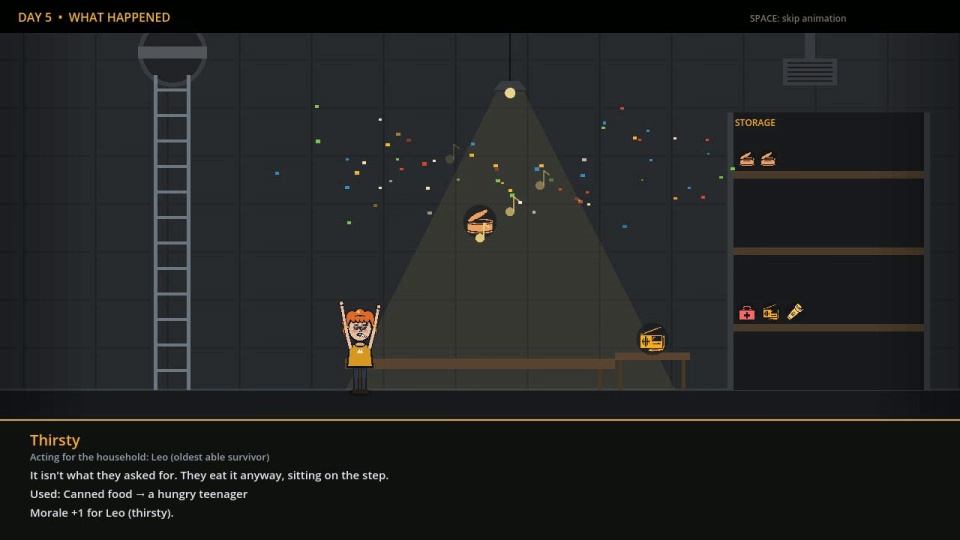 DAY 5 • WHAT HAPPENED
SPACE: skip animation
STORAGE
Thirsty
Acting for the household: Leo (oldest able survivor)
It isn't what they asked for. They eat it anyway, sitting on the step.
Used: Canned food → a hungry teenager
Morale +1 for Leo (thirsty).